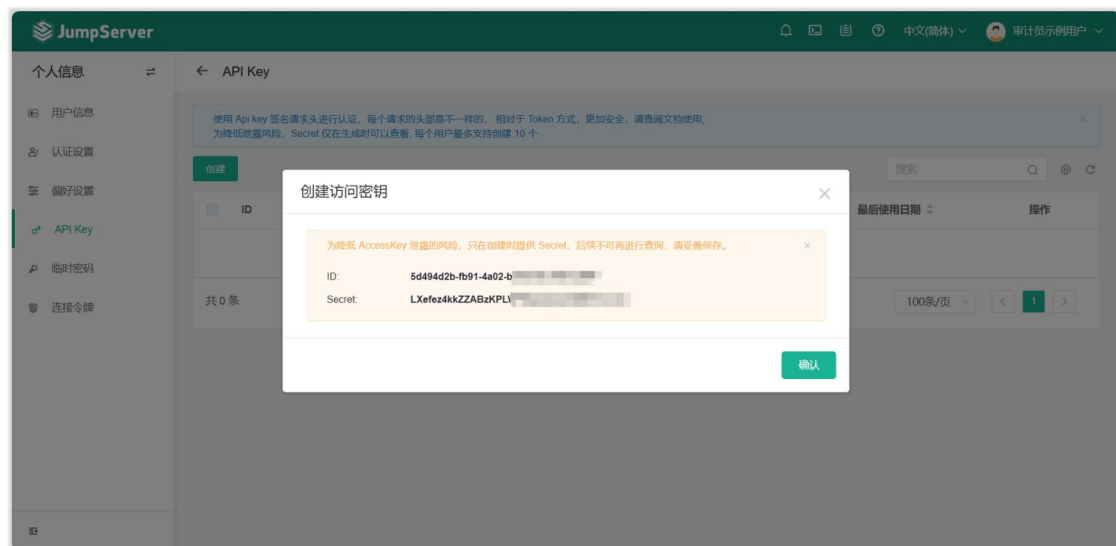 JumpServer
中文(简体)
审计员示例用户
个人信息
API Key
用户信息
认证设置
偏好设置
API Key
临时密码
连接令牌
使用 Api key 签名请求头进行认证，每个请求的头部是不一样的， 相对于 Token 方式，更加安全，请查阅文档使用;
为降低泄露风险，Secret 仅在生成时可以查看, 每个用户最多支持创建 10 个
创建
搜索
ID
最后使用日期
操作
共 0 条
100条/页
1
创建访问密钥
为降低 AccessKey 泄露的风险，只在创建时提供 Secret，后续不可再进行查询，请妥善保存。
ID: 5d494d2b-fb91-4a02-b
Secret: LXefez4kkZZABzKPL
确认